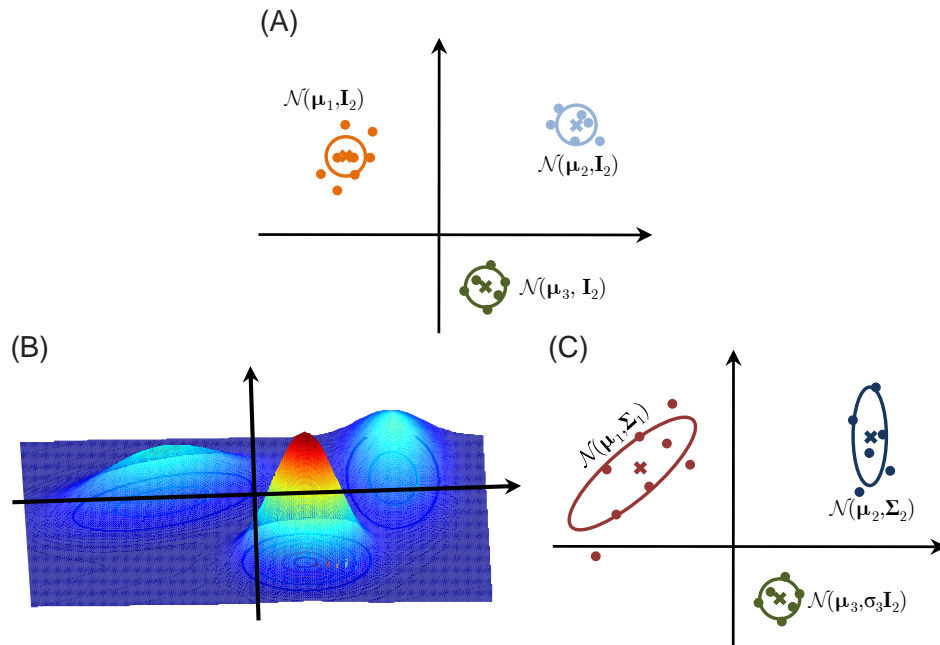 (A)
𝒩(μ₁,I₂)
𝒩(μ₂,I₂)
𝒩(μ₃, I₂)
(B)
(C)
𝒩(μ₁,Σ₁)
𝒩(μ₂,Σ₂)
𝒩(μ₃,σ₃I₂)